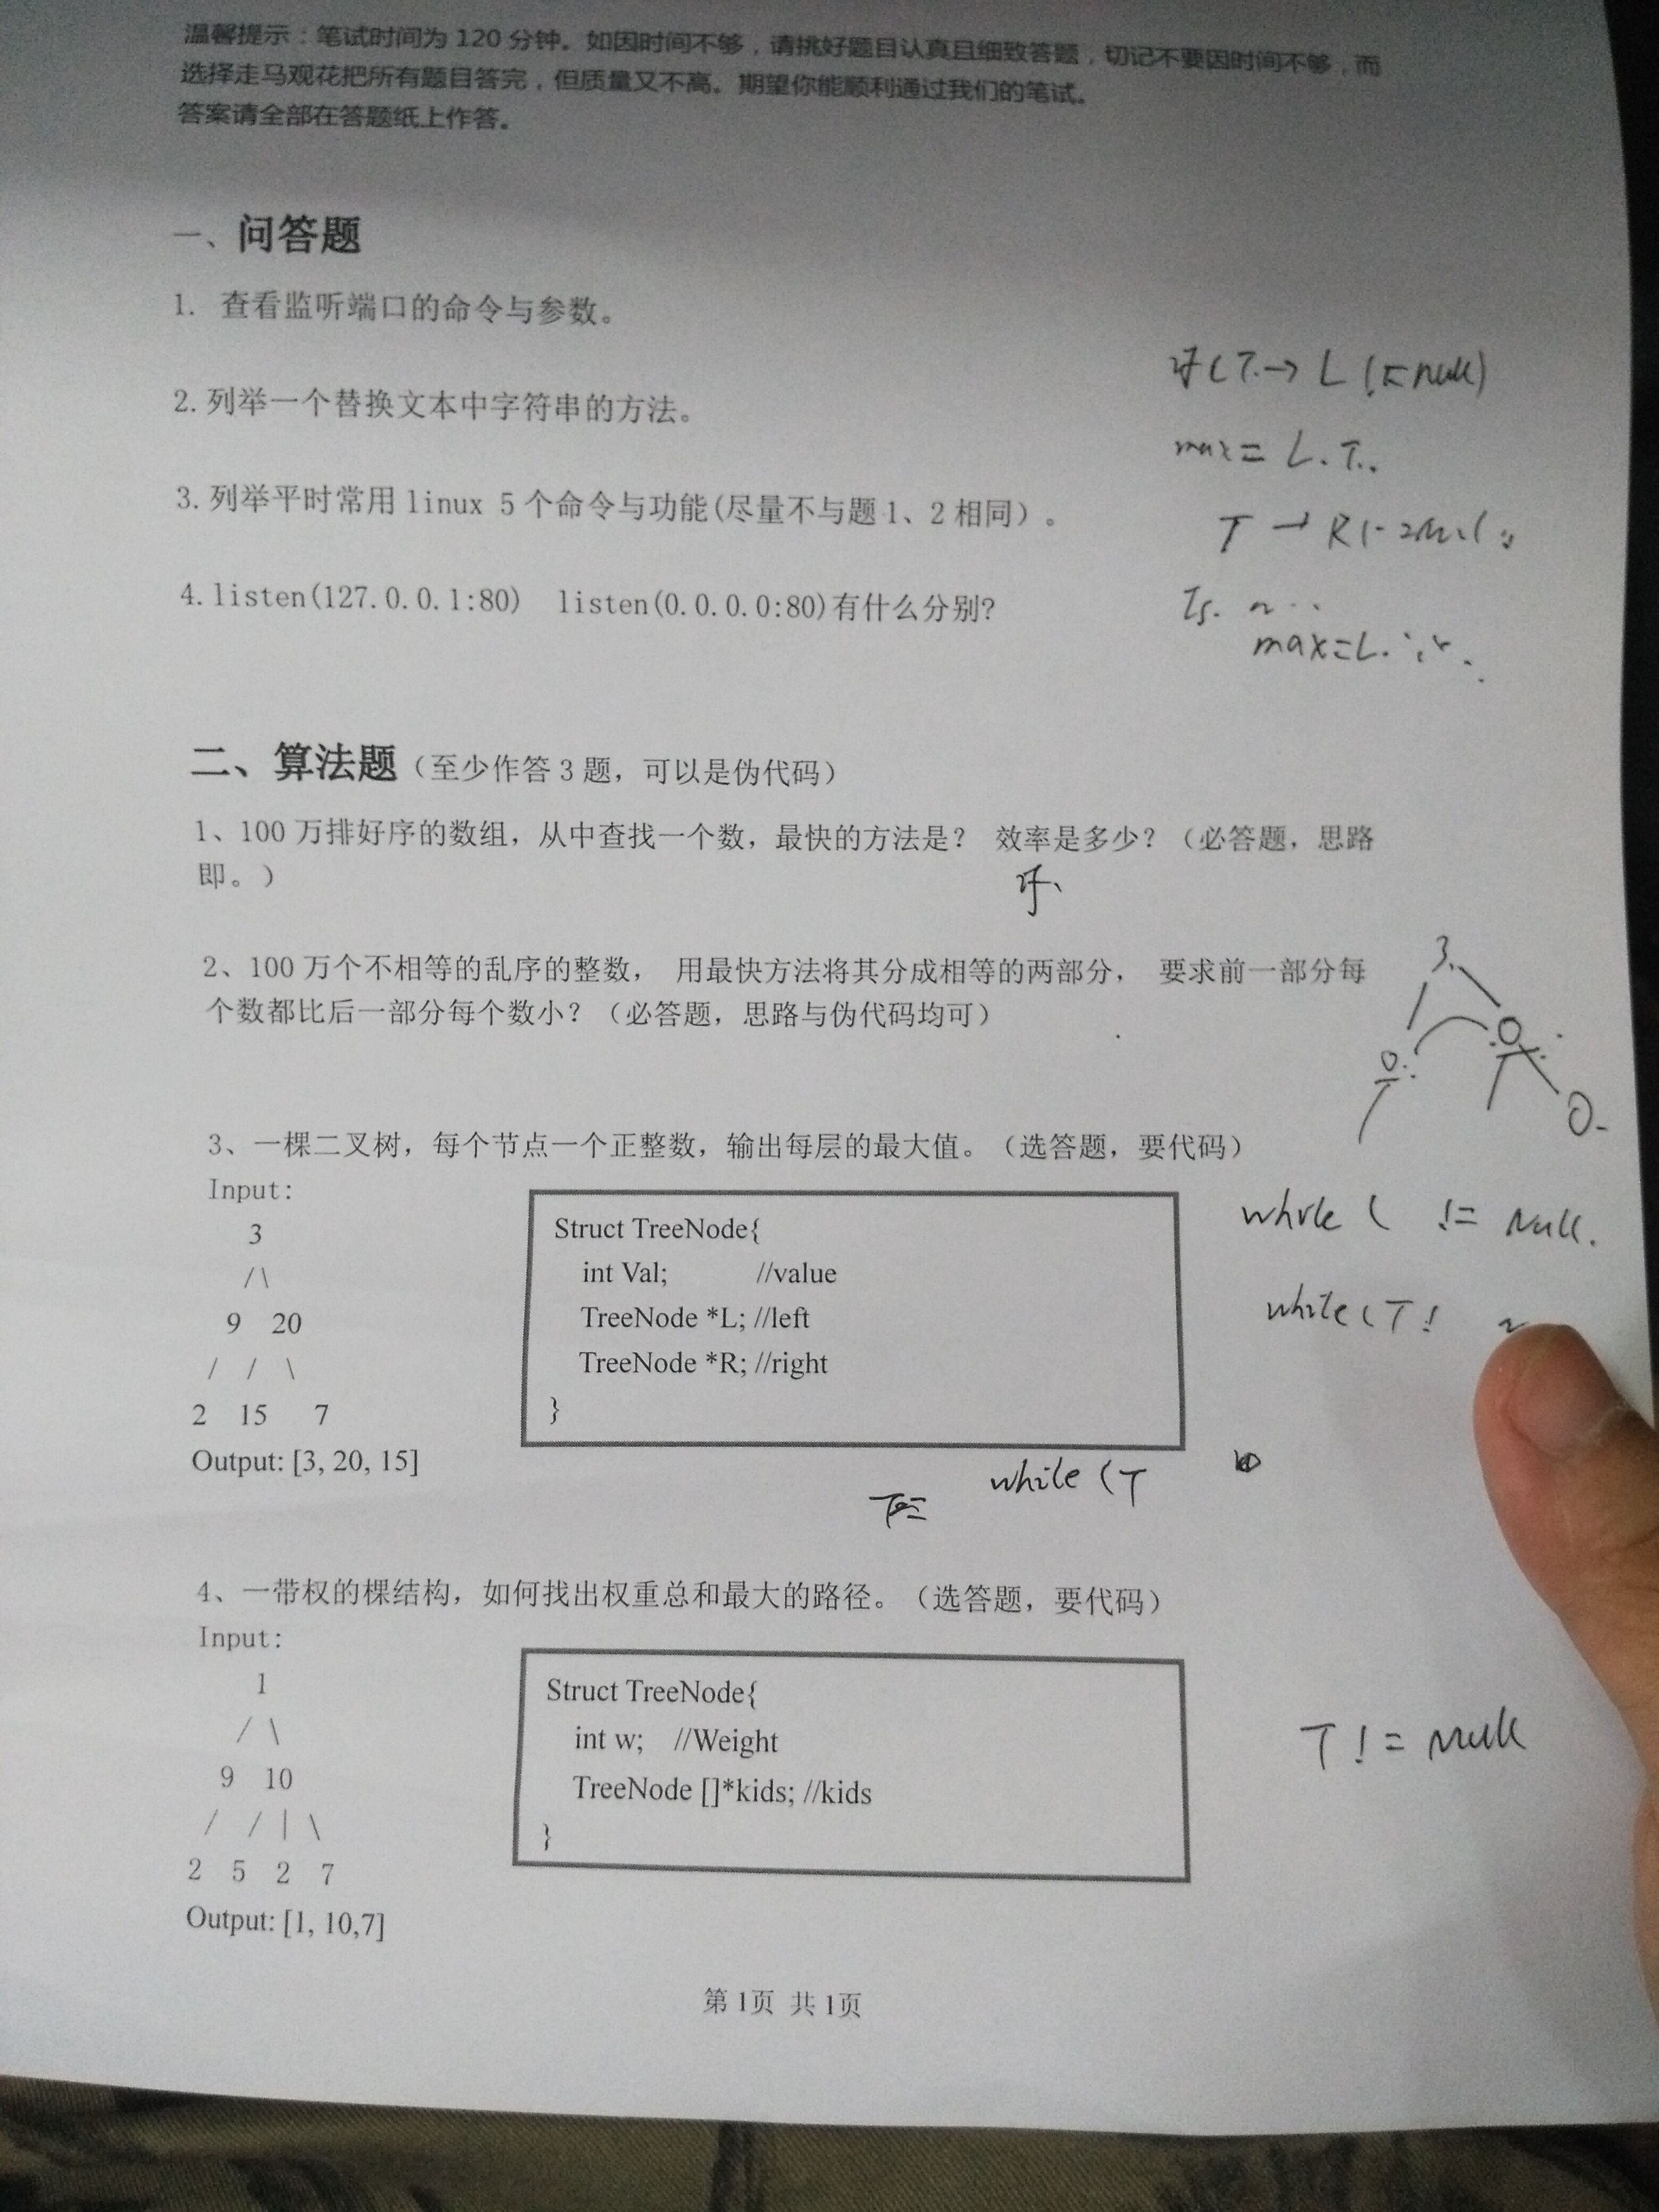 温馨提示：笔试时间为 120 分钟。如因时间不够，请挑好题目认真且细致答题，切记不要因时间不够，而
选择走马观花把所有题目答完，但质量又不高。期望你能顺利通过我们的笔试。
答案请全部在答题纸上作答。
一、问答题
1. 查看监听端口的命令与参数。
2.列举一个替换文本中字符串的方法。
3.列举平时常用 linux 5 个命令与功能(尽量不与题 1、2 相同）。
4.listen(127.0.0.1:80) listen(0.0.0.0:80)有什么分别?
if (T.→ L
max = L. T..
T → R
max=L.
二、算法题（至少作答 3 题，可以是伪代码）
1、100 万排好序的数组，从中查找一个数，最快的方法是？ 效率是多少？（必答题，思路
即。）
if
2、100 万个不相等的乱序的整数， 用最快方法将其分成相等的两部分， 要求前一部分每
个数都比后一部分每个数小？（必答题，思路与伪代码均可）
3.
3、一棵二叉树，每个节点一个正整数，输出每层的最大值。（选答题，要代码）
Input:
3
/ \
9 20
/ / \
2 15 7
Output: [3, 20, 15]
Struct TreeNode{
int Val; //value
TreeNode *L; //left
TreeNode *R; //right
}
while ( != null.
while (T !
while (T
4、一带权的棵结构，如何找出权重总和最大的路径。（选答题，要代码）
Input:
1
/ \
9 10
/ / | \
2 5 2 7
Output: [1, 10,7]
Struct TreeNode{
int w; //Weight
TreeNode []*kids; //kids
}
T != null
第 1页 共 1页